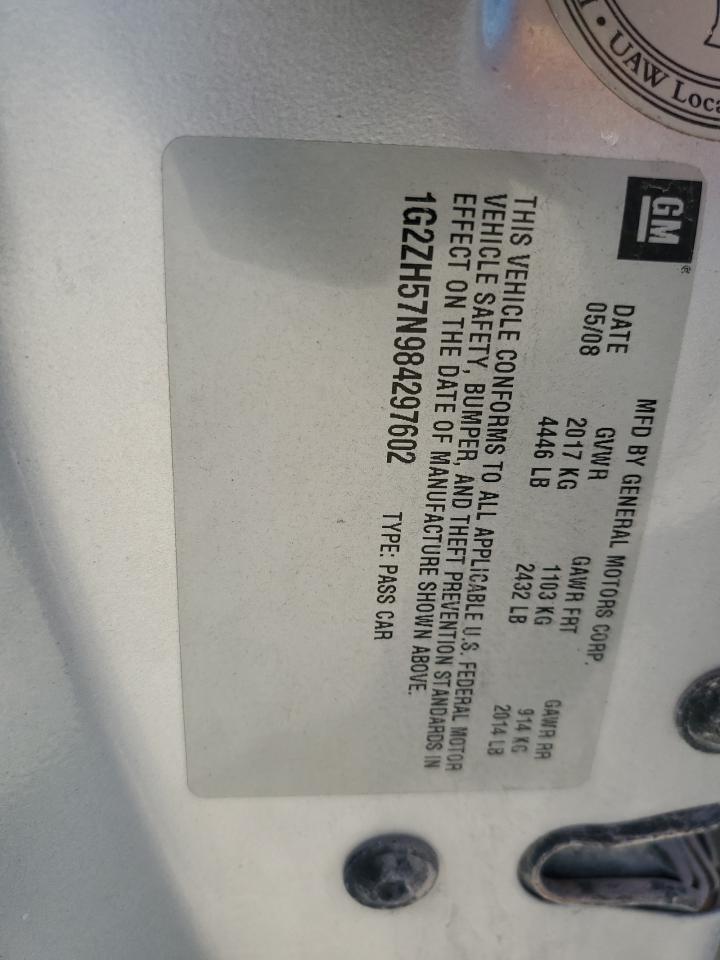 UAW Loca
GM
MFD BY GENERAL MOTORS CORP.
DATE GVWR GAWR FRT GAWR RR
05/08 2017 KG 1103 KG 914 KG
4446 LB 2432 LB 2014 LB
THIS VEHICLE CONFORMS TO ALL APPLICABLE U.S. FEDERAL MOTOR
VEHICLE SAFETY, BUMPER, AND THEFT PREVENTION STANDARDS IN
EFFECT ON THE DATE OF MANUFACTURE SHOWN ABOVE.
1G2ZH57N984297602 TYPE: PASS CAR